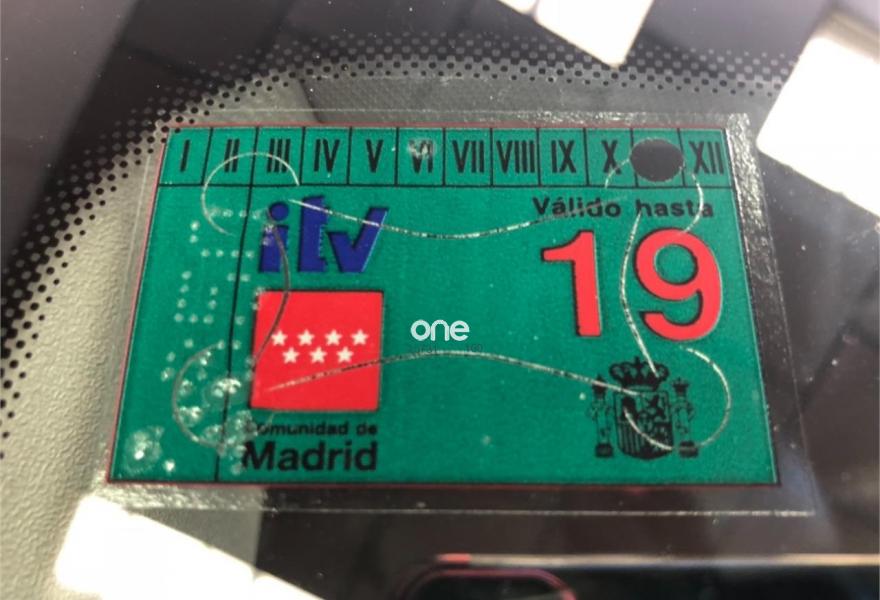 I II III IV V VI VII VIII IX X XII
itv
Válido hasta
19
one
Comunidad de
Madrid